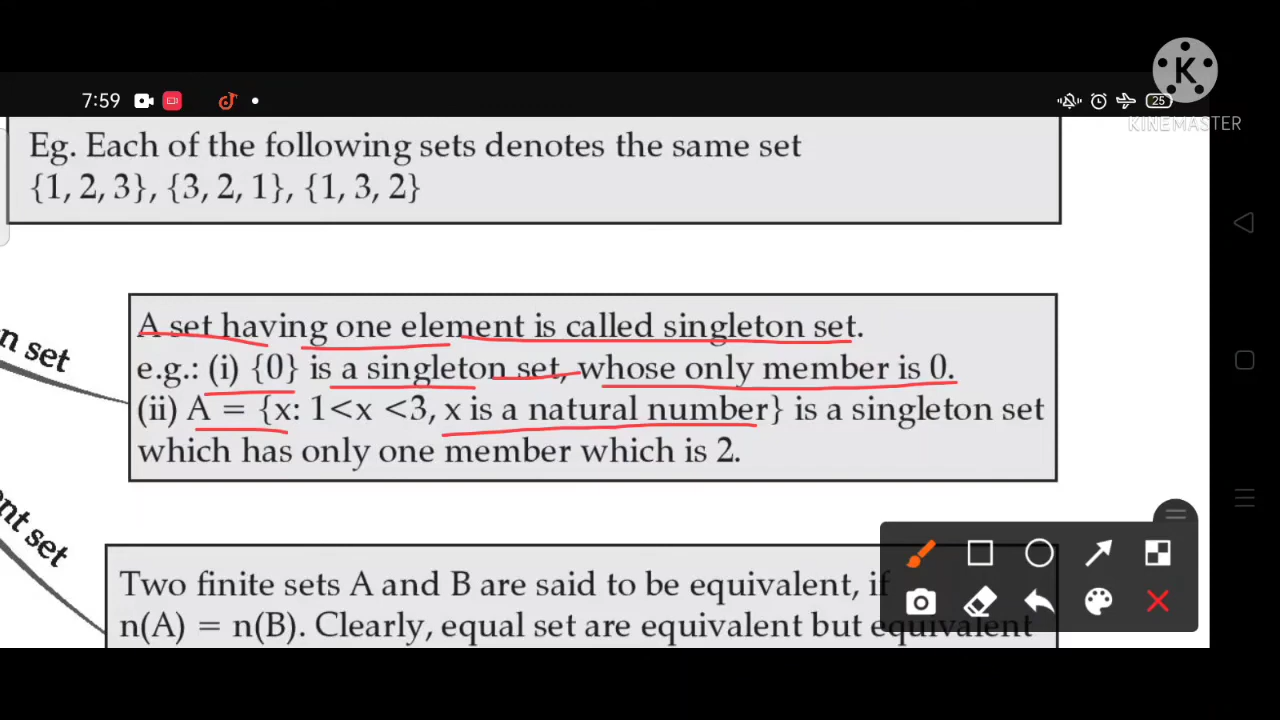 7:59
25
K
KINEMASTER
Eg. Each of the following sets denotes the same set
{1, 2, 3}, {3, 2, 1}, {1, 3, 2}
n set
A set having one element is called singleton set.
e.g.: (i) {0} is a singleton set, whose only member is 0.
(ii) A = {x: 1<x <3, x is a natural number} is a singleton set
which has only one member which is 2.
nt set
Two finite sets A and B are said to be equivalent, if
n(A) = n(B). Clearly, equal set are equivalent but equivalent